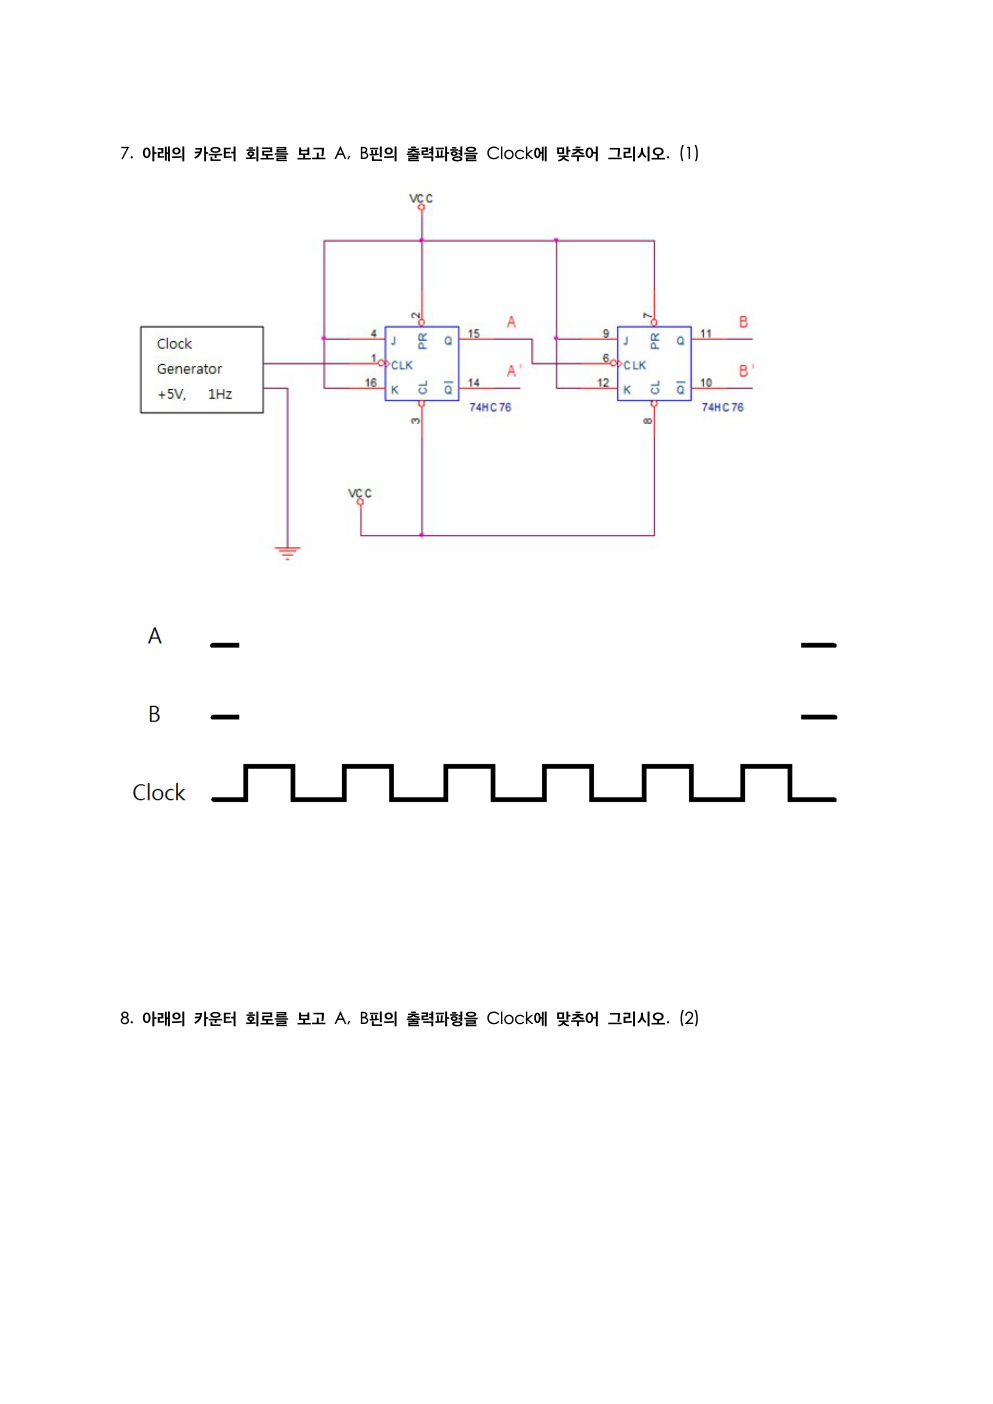 7. 아래의 카운터 회로를 보고 A, B핀의 출력파형을 Clock에 맞추어 그리시오. (1)
VCC
Clock
Generator
+5V, 1Hz
4 J
2 PR
Q 15
A
1 CLK
16 K
3 CL
Q 14
A'
74HC76
9 J
7 PR
Q 11
B
6 CLK
12 K
8 CL
Q 10
B'
74HC76
VCC
A
B
Clock
8. 아래의 카운터 회로를 보고 A, B핀의 출력파형을 Clock에 맞추어 그리시오. (2)